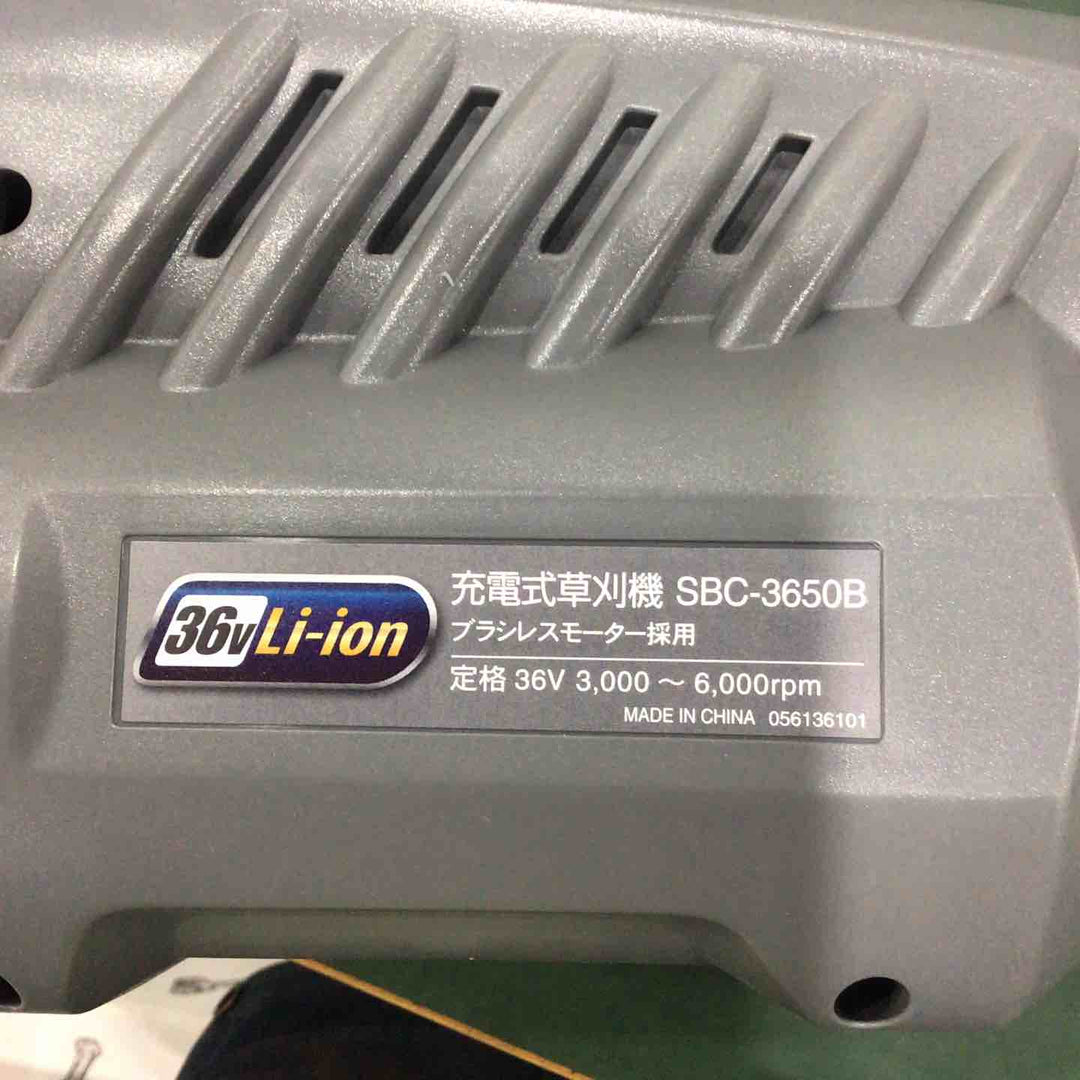 36V Li-ion
充電式草刈機 SBC-3650B
ブラシレスモーター採用
定格 36V 3,000 ～ 6,000rpm
MADE IN CHINA 056136101